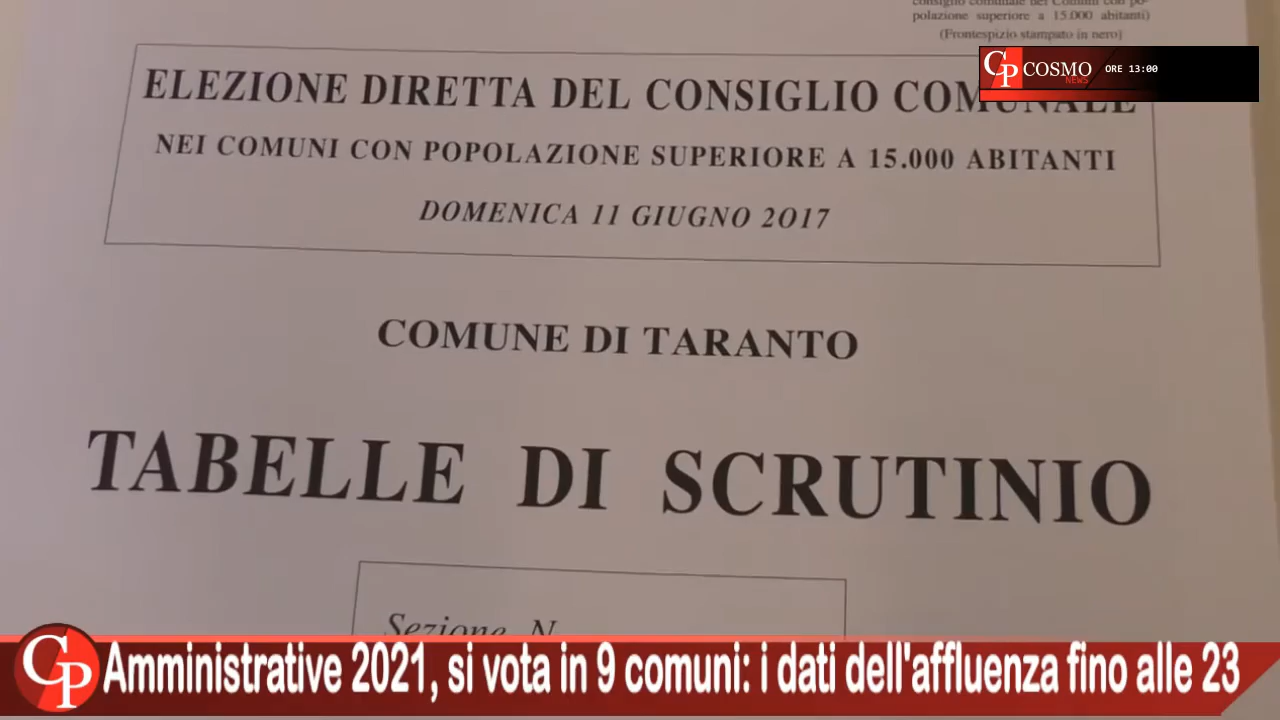 consiglio comunale nei Comuni con po-
polazione superiore a 15.000 abitanti)
(Frontespizio stampato in nero)
CP COSMO NEWS ORE 13:00
ELEZIONE DIRETTA DEL CONSIGLIO COMUNALE
NEI COMUNI CON POPOLAZIONE SUPERIORE A 15.000 ABITANTI
DOMENICA 11 GIUGNO 2017
COMUNE DI TARANTO
TABELLE DI SCRUTINIO
Sezione N
CP Amministrative 2021, si vota in 9 comuni: i dati dell'affluenza fino alle 23